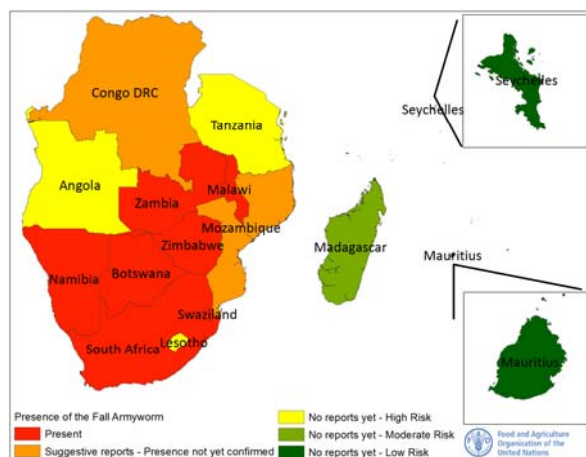 Congo DRC
Seychelles
Seychelles
Tanzania
Angola
Malawi
Zambia
Mozambique
Zimbabwe
Madagascar
Mauritius
Namibia
Botswana
Swaziland
Lesotho
South Africa
Mauritius
Presence of the Fall Armyworm
Present
Suggestive reports - Presence not yet confirmed
No reports yet - High Risk
No reports yet - Moderate Risk
No reports yet - Low Risk
Food and Agriculture
Organization of the
United Nations